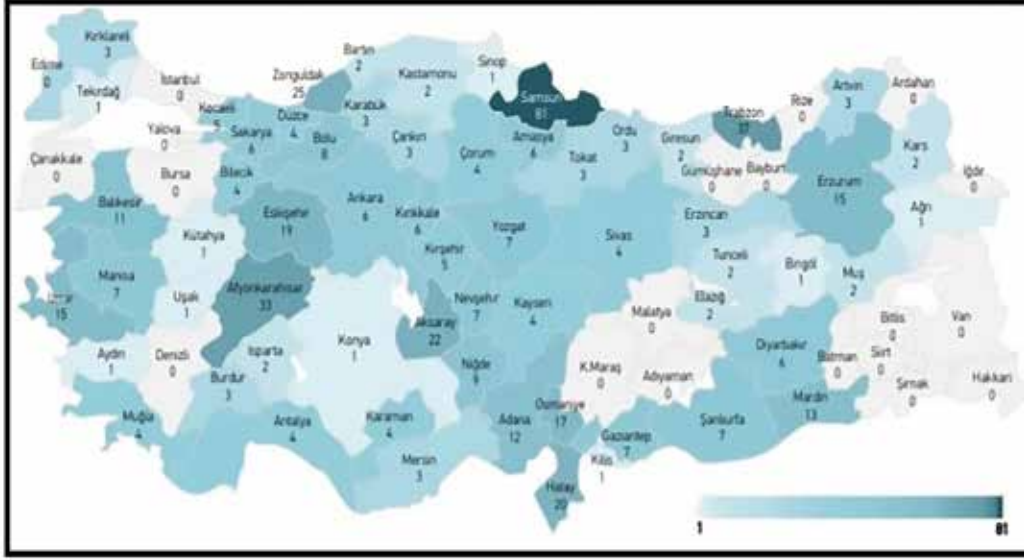 Kırklareli
3
Edirne
0
Tekirdağ
1
İstanbul
0
Kocaeli
5
Yalova
0
Çanakkale
0
Bursa
0
Balıkesir
11
Bilecik
4
Sakarya
6
Düzce
4
Zonguldak
25
Bartın
2
Karabük
3
Bolu
8
Kastamonu
2
Sinop
1
Çankırı
3
Samsun
81
Amasya
6
Çorum
4
Tokat
3
Ordu
3
Giresun
2
Trabzon
Rize
0
Artvin
3
Ardahan
0
Kars
2
Iğdır
0
Gümüşhane
0
Bayburt
0
Erzurum
15
Ağrı
1
Erzincan
3
Eskişehir
19
Ankara
6
Kırıkkale
6
Kırşehir
5
Yozgat
7
Sivas
4
Kütahya
1
Manisa
7
İzmir
15
Uşak
1
Afyonkarahisar
33
Aydın
1
Denizli
0
Isparta
2
Burdur
3
Konya
1
Aksaray
22
Nevşehir
7
Kayseri
4
Niğde
9
Malatya
0
Elazığ
2
Tunceli
2
Bingöl
1
Muş
2
Bitlis
0
Van
0
Diyarbakır
6
Batman
0
Siirt
0
Şırnak
0
Hakkari
0
Mardin
13
K.Maraş
0
Adıyaman
0
Osmaniye
17
Adana
12
Gaziantep
7
Şanlıurfa
7
Kilis
1
Hatay
20
Muğla
4
Antalya
4
Karaman
4
Mersin
3
1
81